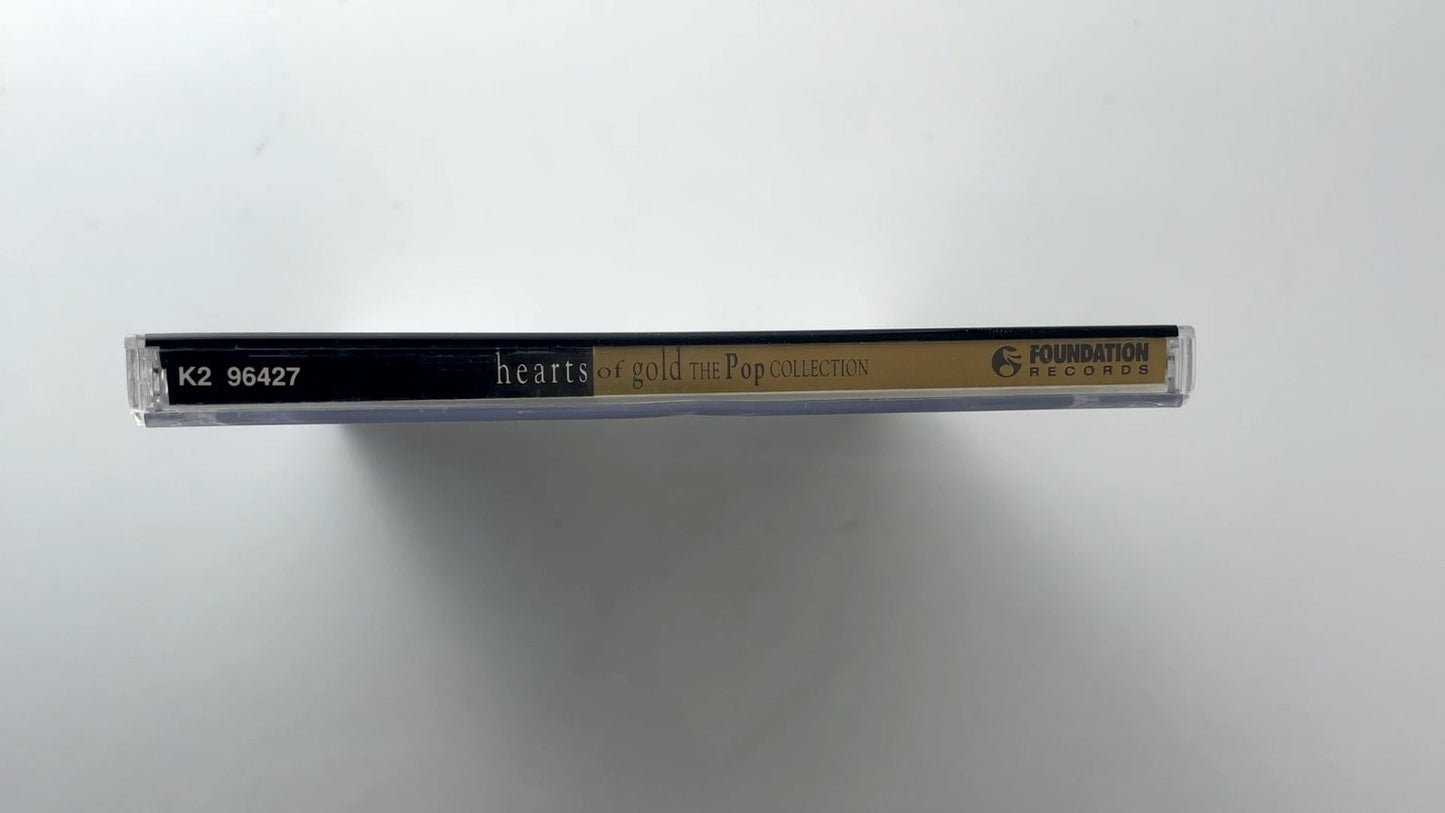 K2 96427 hearts of gold THE Pop COLLECTION FOUNDATION
RECORDS